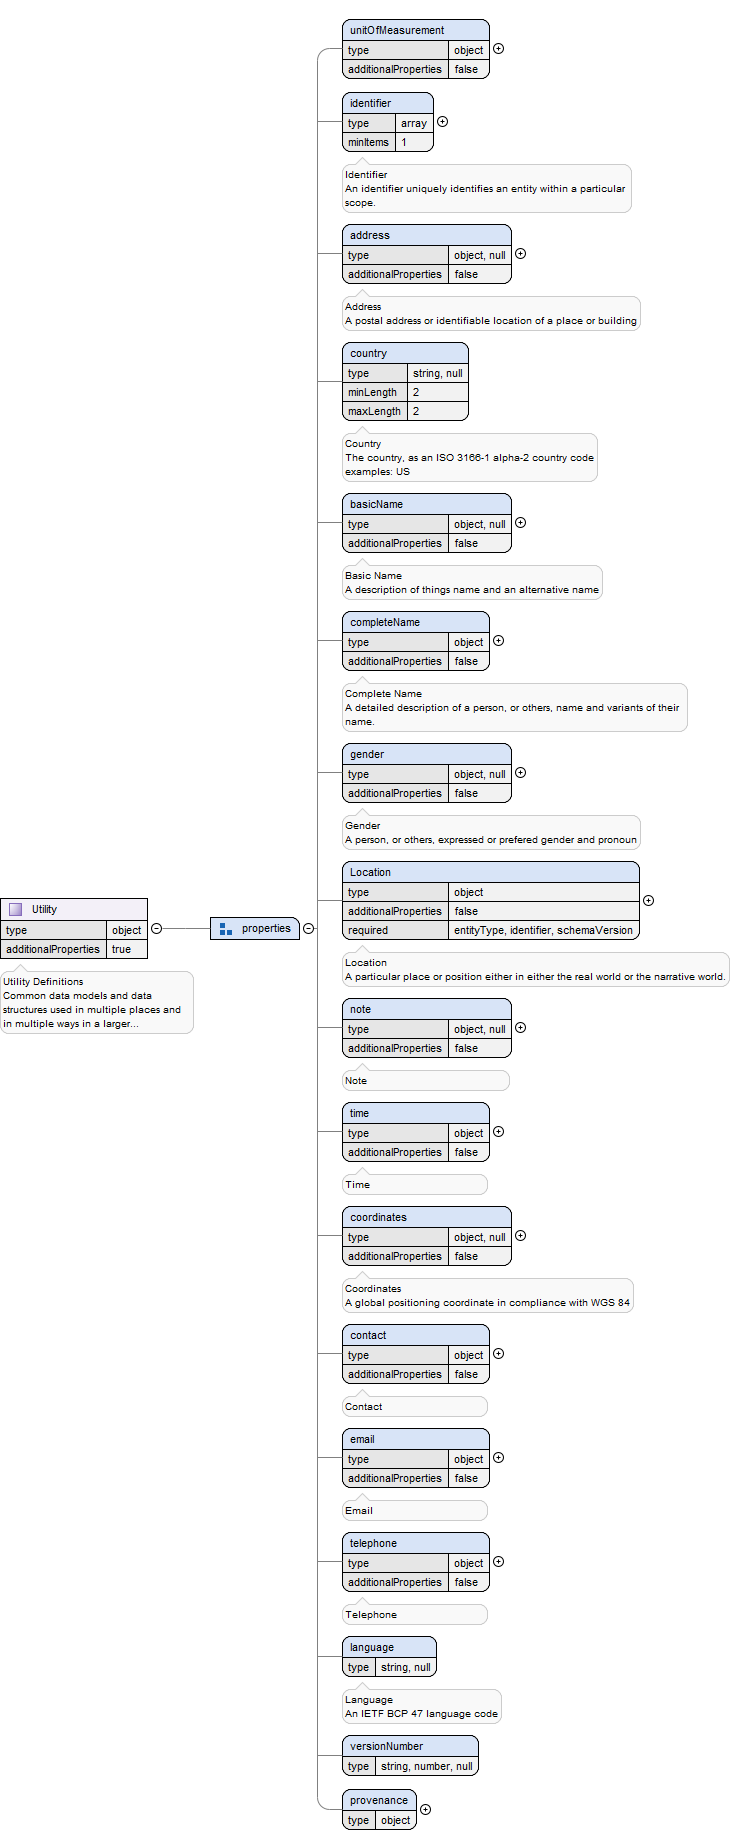 unitOfMeasurement
type object
additionalProperties false
identifier
type array
minItems 1
Identifier
An identifier uniquely identifies an entity within a particular
scope.
address
type object, null
additionalProperties false
Address
A postal address or identifiable location of a place or building
country
type string, null
minLength 2
maxLength 2
Country
The country, as an ISO 3166-1 alpha-2 country code
examples: US
basicName
type object, null
additionalProperties false
Basic Name
A description of things name and an alternative name
completeName
type object
additionalProperties false
Complete Name
A detailed description of a person, or others, name and variants of their
name.
gender
type object, null
additionalProperties false
Gender
A person, or others, expressed or prefered gender and pronoun
Location
type object
additionalProperties false
required entityType, identifier, schemaVersion
Location
A particular place or position either in either the real world or the narrative world.
Utility
type object
additionalProperties true
Utility Definitions
Common data models and data
structures used in multiple places and
in multiple ways in a larger...
properties
note
type object, null
additionalProperties false
Note
time
type object
additionalProperties false
Time
coordinates
type object, null
additionalProperties false
Coordinates
A global positioning coordinate in compliance with WGS 84
contact
type object
additionalProperties false
Contact
email
type object
additionalProperties false
Email
telephone
type object
additionalProperties false
Telephone
language
type string, null
Language
An IETF BCP 47 language code
versionNumber
type string, number, null
provenance
type object